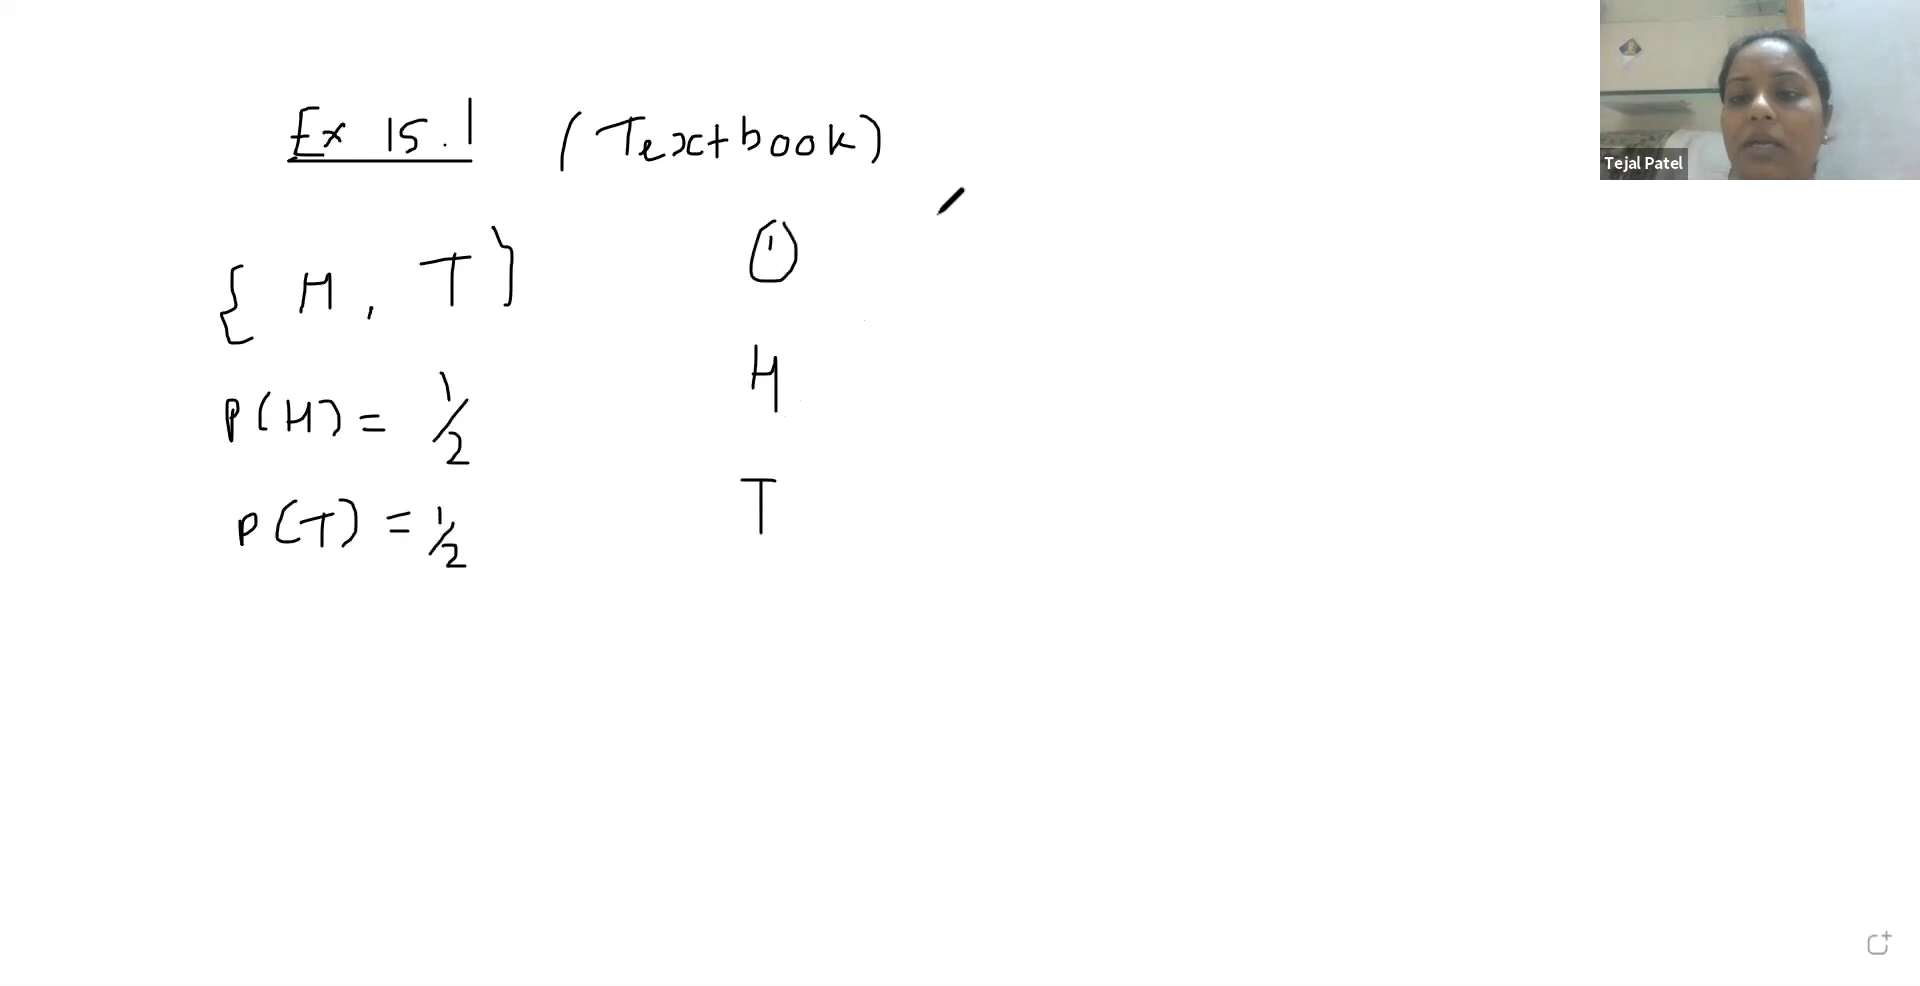 Ex 15.1 (Textbook)
{ H, T }
P(H) = 1/2
P(T) = 1/2
①
H
T
Tejal Patel